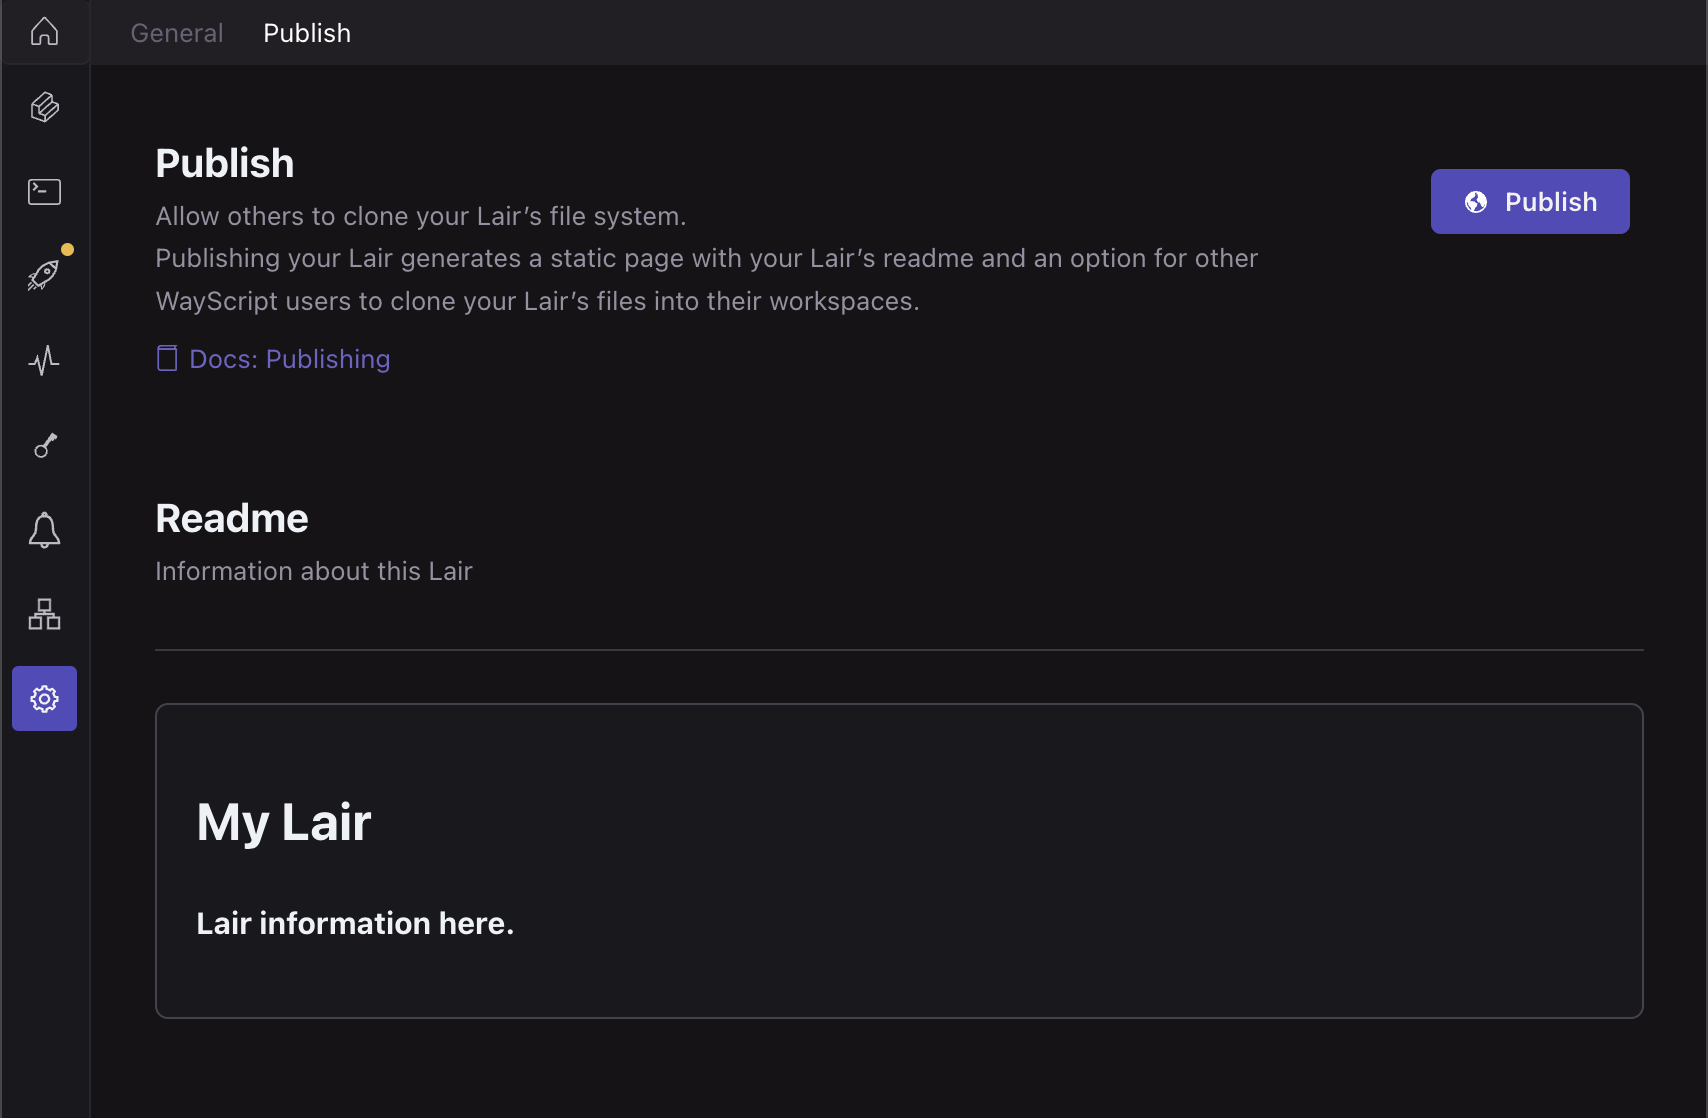 General
Publish
Publish
Allow others to clone your Lair’s file system.
Publishing your Lair generates a static page with your Lair’s readme and an option for other
WayScript users to clone your Lair’s files into their workspaces.
Publish
Docs: Publishing
Readme
Information about this Lair
My Lair
Lair information here.